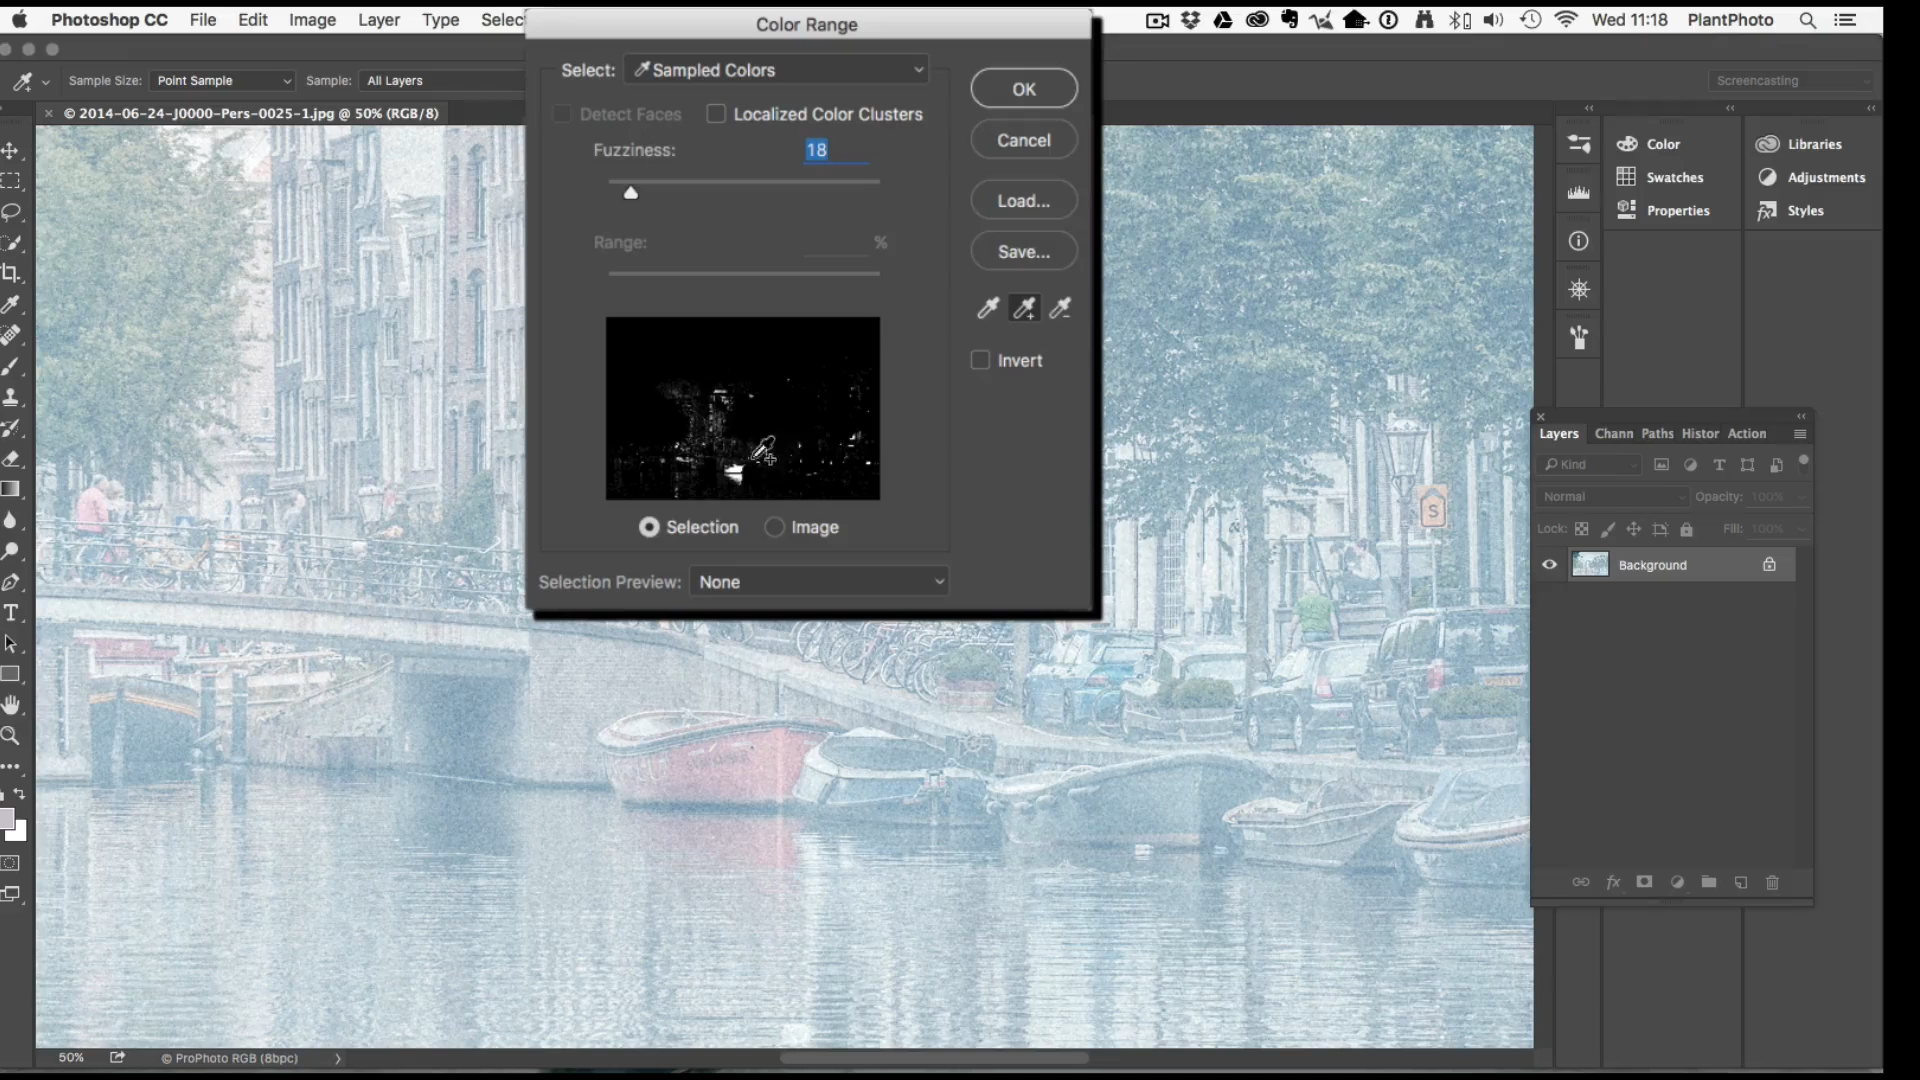 Photoshop CC File Edit Image Layer Type Selec Wed 11:18 PlantPhoto
Color Range
Sample Size: Point Sample Sample: All Layers
Screencasting
© 2014-06-24-J0000-Pers-0025-1.jpg @ 50% (RGB/8)
Select: Sampled Colors
OK
Detect Faces Localized Color Clusters
Cancel
Fuzziness: 18
Load...
Range: %
Save...
Invert
Selection Image
Selection Preview: None
Color
Swatches
Properties
Libraries
Adjustments
Styles
S
Layers Chann Paths Histor Action
Kind
Normal Opacity: 100%
Lock: Fill: 100%
Background
50% © ProPhoto RGB (8bpc)